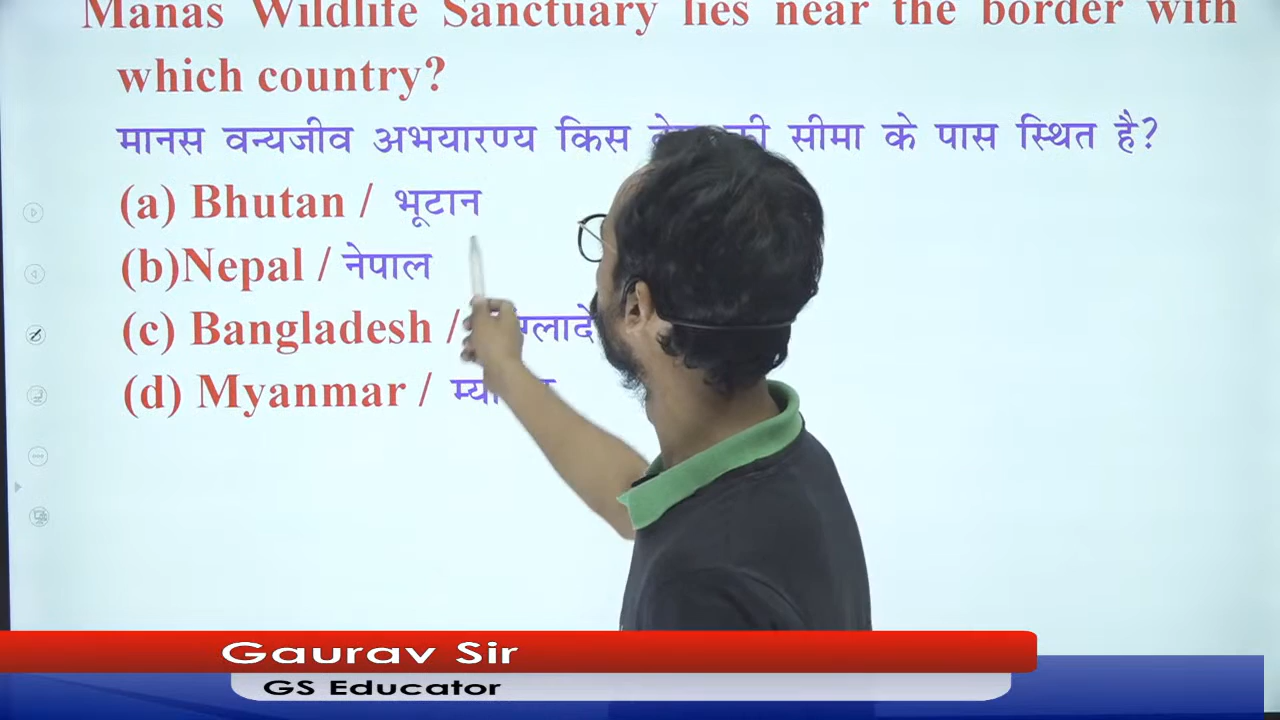 Manas Wildlife Sanctuary lies near the border with
which country?
मानस वन्यजीव अभयारण्य किस की सीमा के पास स्थित है?
(a) Bhutan / भूटान
(b)Nepal / नेपाल
(c) Bangladesh /
(d) Myanmar /
Gaurav Sir
GS Educator